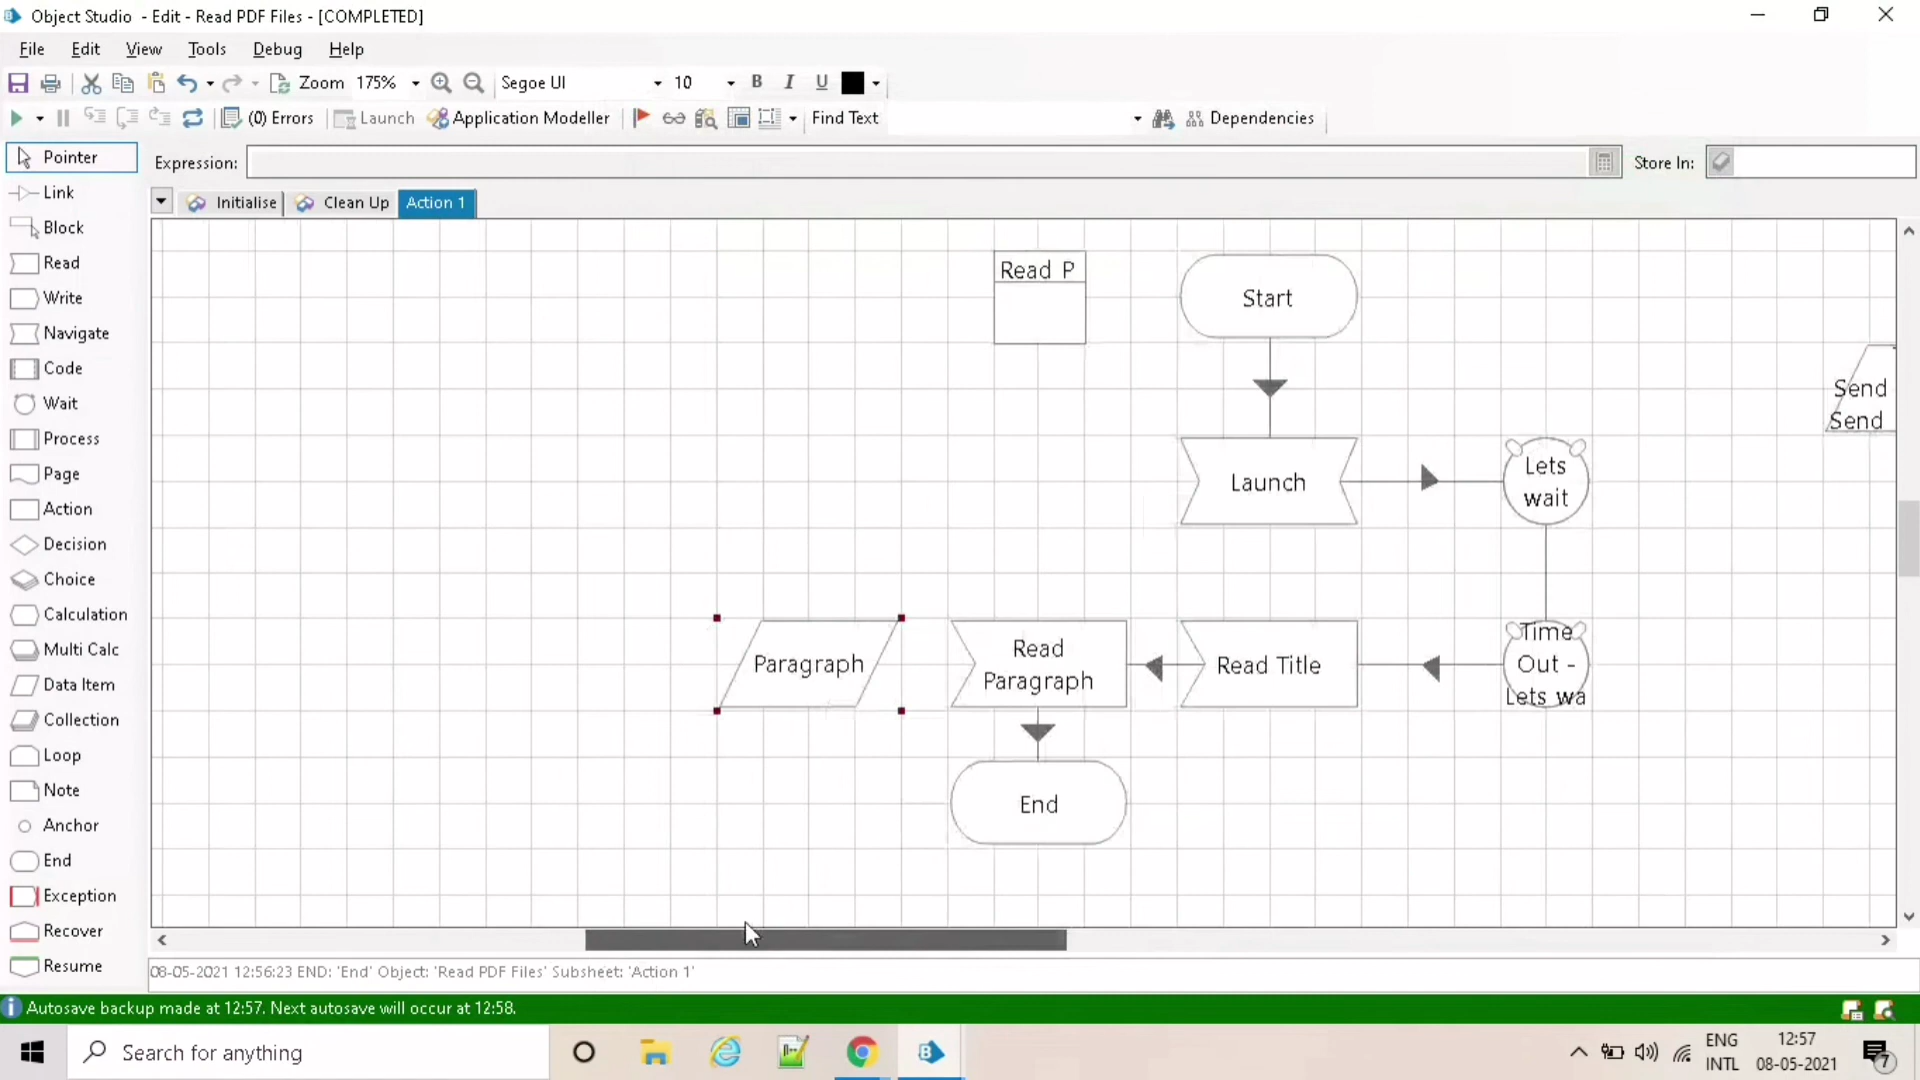 Object Studio - Edit - Read PDF Files - [COMPLETED]
File Edit View Tools Debug Help
Zoom 175% Segoe UI 10 B I U
(0) Errors Launch Application Modeller Find Text Dependencies
Pointer
Expression: Store In:
Link
Initialise Clean Up Action 1
Block
Read
Write
Navigate
Code
Wait
Process
Page
Action
Decision
Choice
Calculation
Multi Calc
Data Item
Collection
Loop
Note
Anchor
End
Exception
Recover
Resume
Read P
Start
Send
Send
Launch
Lets
wait
Paragraph
Read
Paragraph
Read Title
Time
Out -
Lets wa
End
08-05-2021 12:56:23 END: 'End' Object: 'Read PDF Files' Subsheet: 'Action 1'
Autosave backup made at 12:57. Next autosave will occur at 12:58.
Search for anything
ENG
INTL
12:57
08-05-2021
7